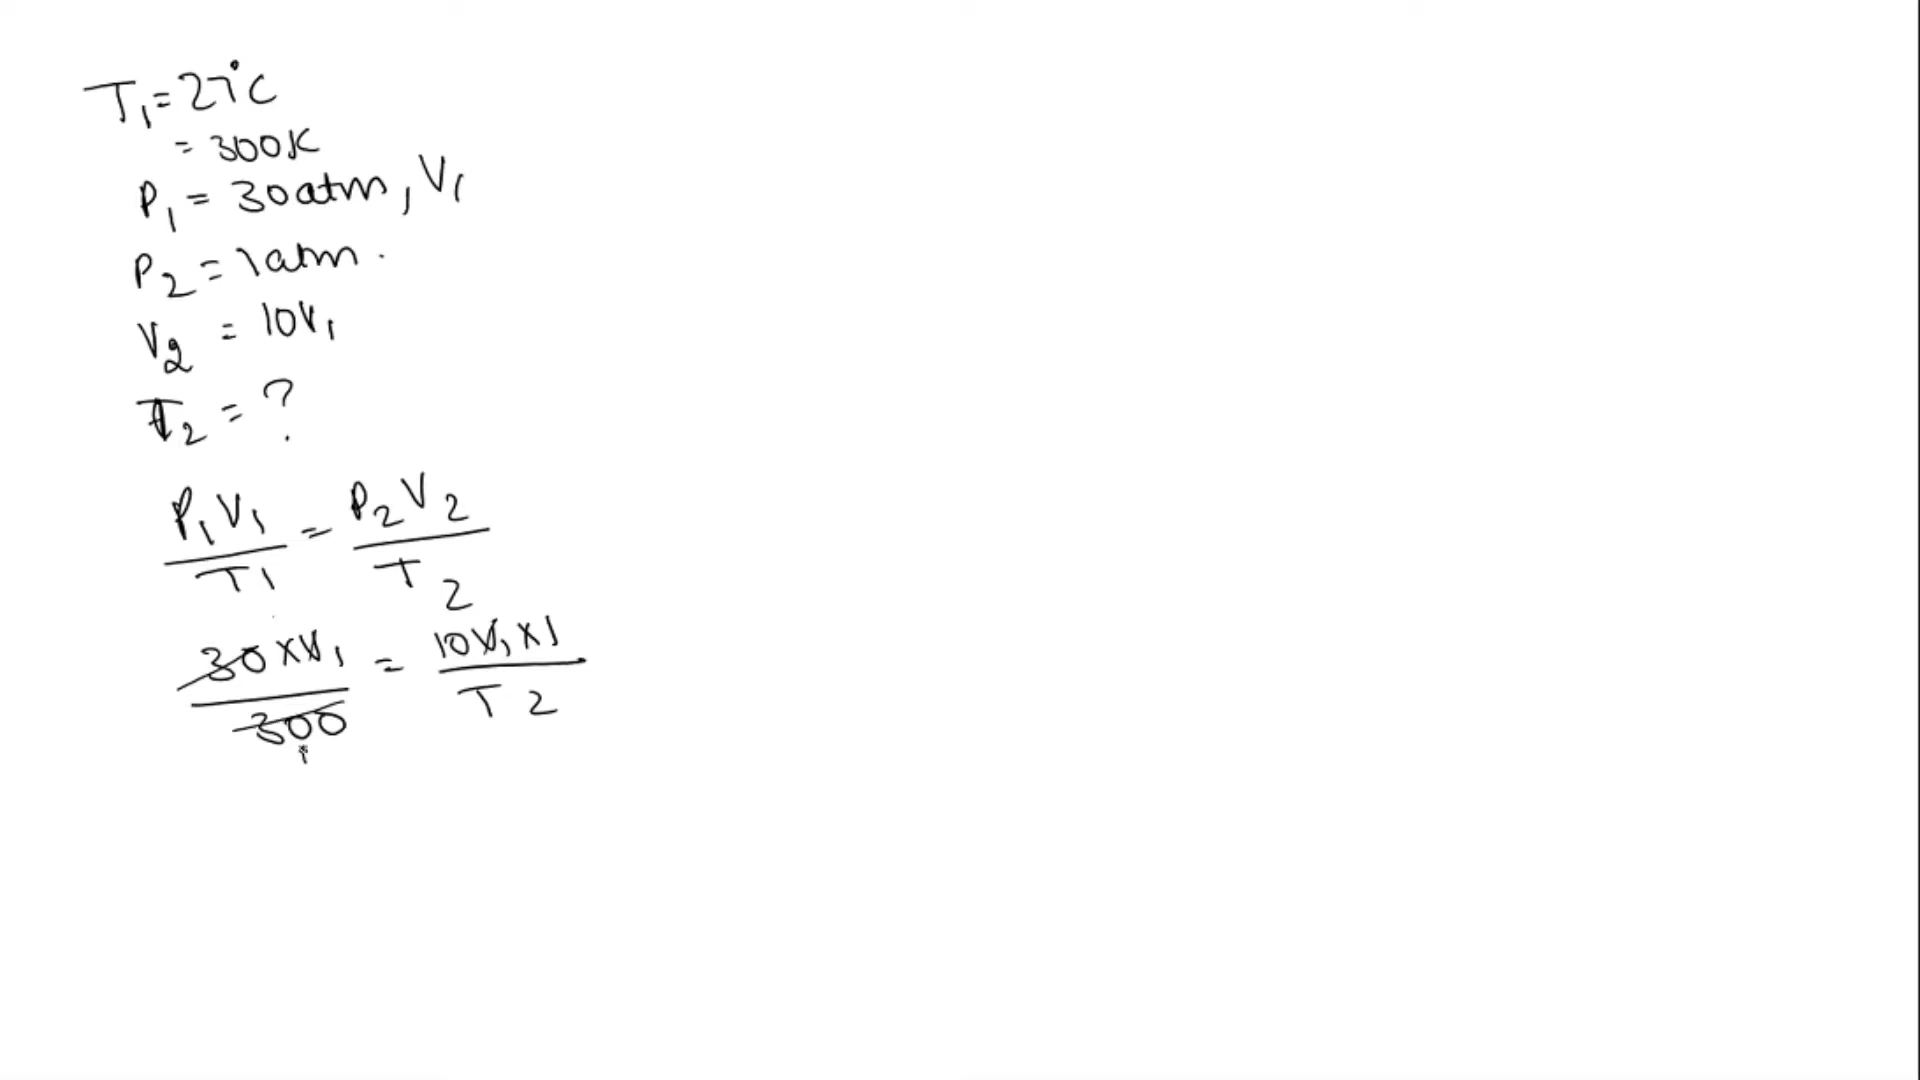 T₁ = 27°C
= 300K
P₁ = 30atm, V₁
P₂ = 1atm.
V₂ = 10V₁
T₂ = ?
P₁V₁/T1 = P₂V₂/T₂
30×V₁/300 = 10V₁×1/T2